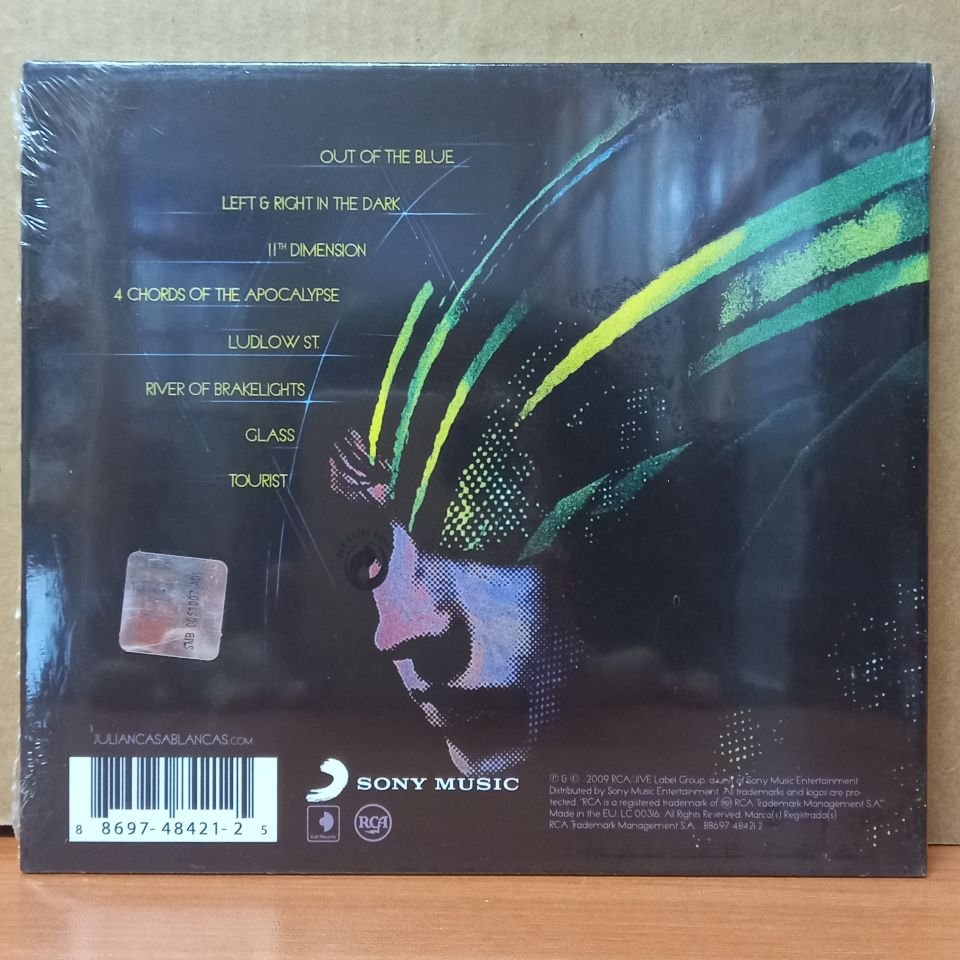 OUT OF THE BLUE
LEFT & RIGHT IN THE DARK
11TH DIMENSION
4 CHORDS OF THE APOCALYPSE
LUDLOW ST.
RIVER OF BRAKELIGHTS
GLASS
TOURIST
JULIANCASABLANCAS.COM
8 8697-48421-2 5
SONY MUSIC
RCA
℗ & © 2009 RCA/JIVE Label Group, a unit of Sony Music Entertainment
Distributed by Sony Music Entertainment. All trademarks and logos are pro-
tected. "RCA is a registered trademark of RCA Trademark Management S.A."
Made in the EU. LC 00316. All Rights Reserved. Marca(s) Registrada(s)
RCA Trademark Management S.A. 88697 48421 2